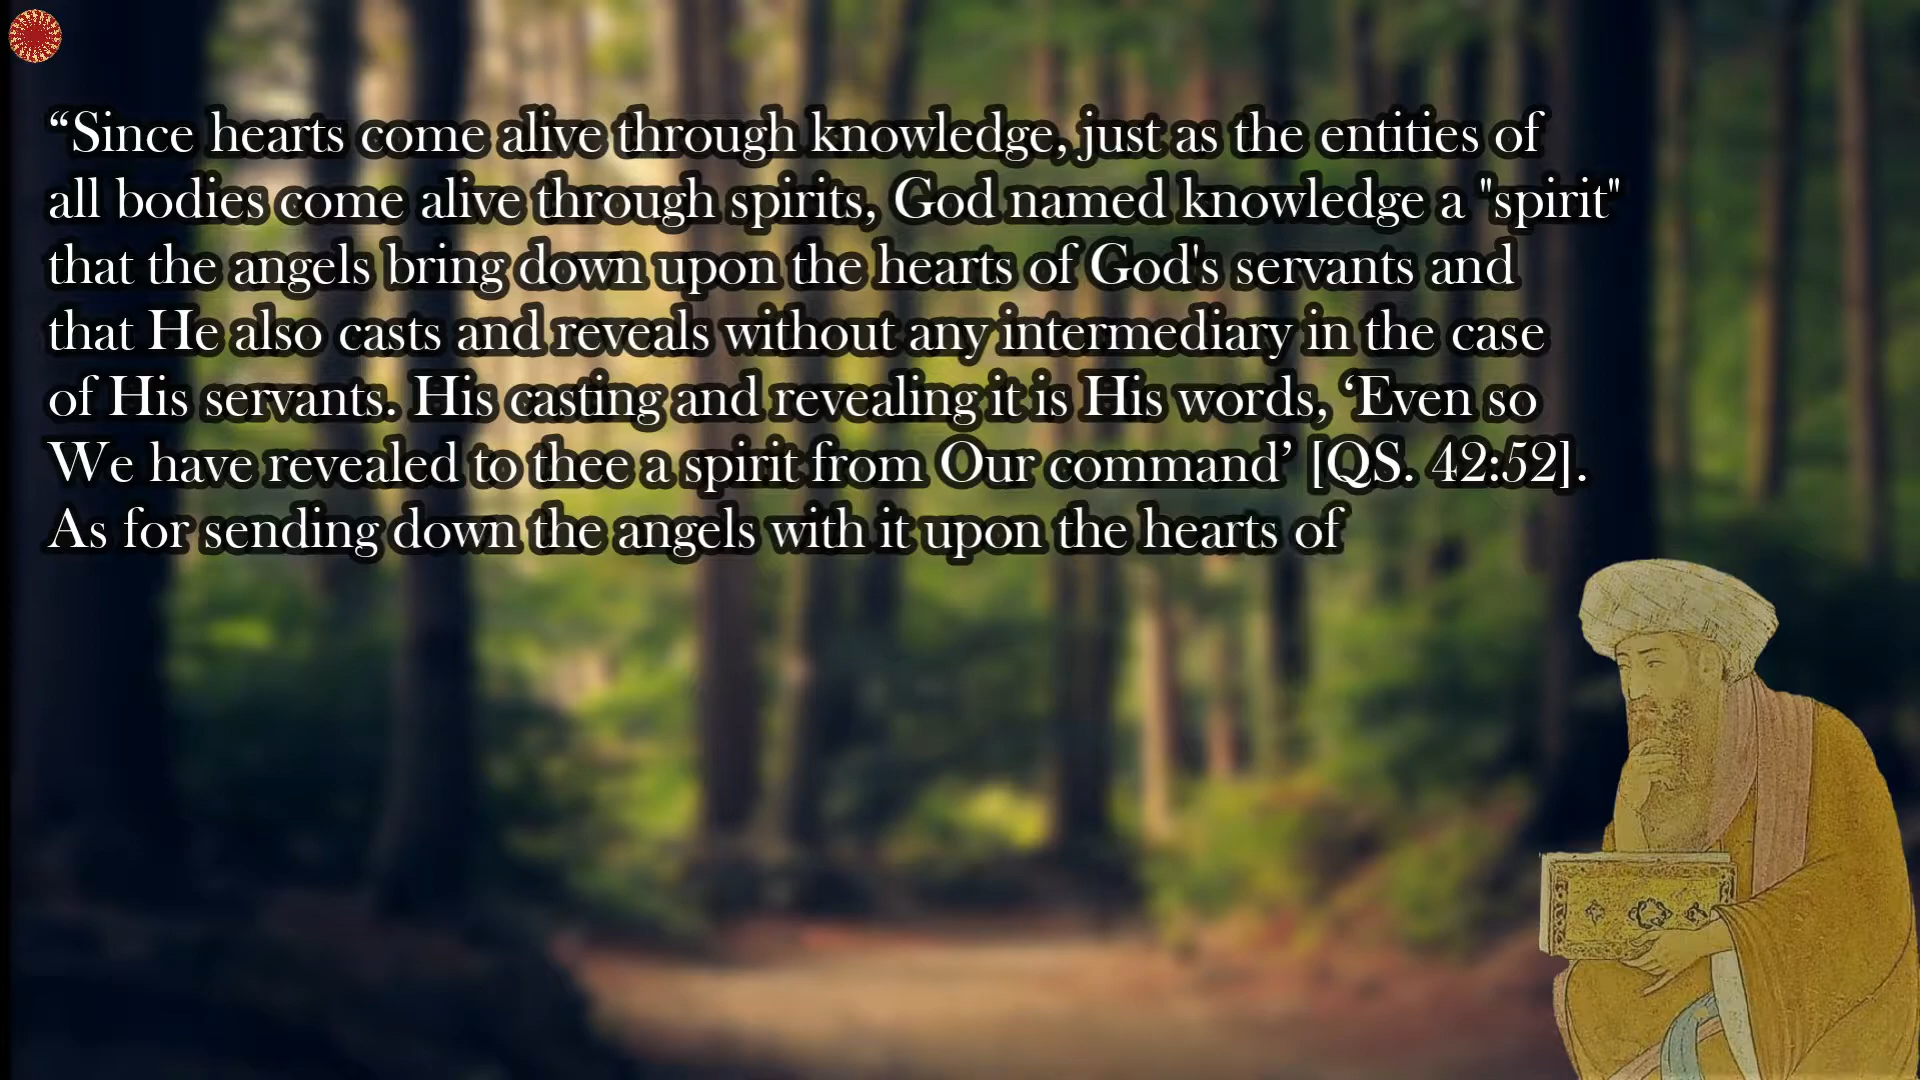 “Since hearts come alive through knowledge, just as the entities of
all bodies come alive through spirits, God named knowledge a "spirit"
that the angels bring down upon the hearts of God's servants and
that He also casts and reveals without any intermediary in the case
of His servants. His casting and revealing it is His words, ‘Even so
We have revealed to thee a spirit from Our command’ [QS. 42:52].
As for sending down the angels with it upon the hearts of